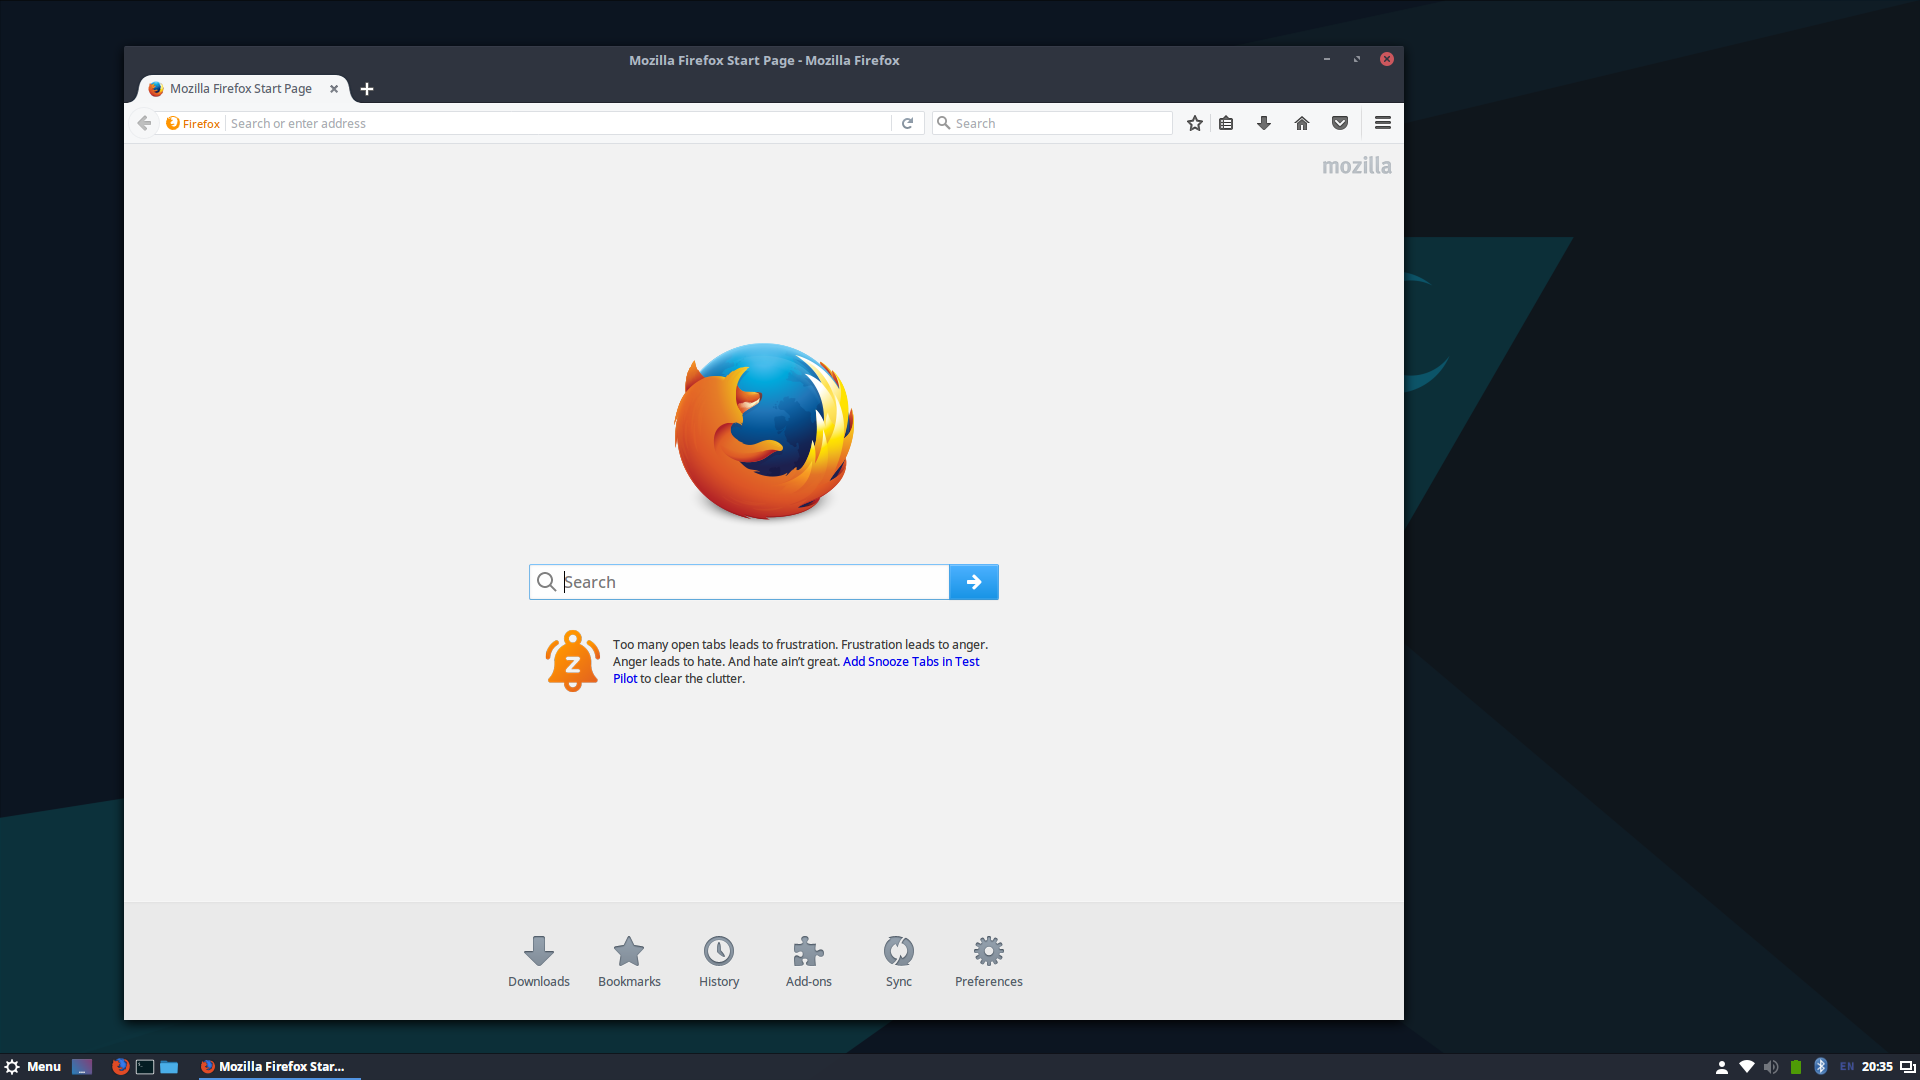 Mozilla Firefox Start Page - Mozilla Firefox
Mozilla Firefox Start Page
Firefox
Search or enter address
Search
mozilla
Search
Too many open tabs leads to frustration. Frustration leads to anger.
Anger leads to hate. And hate ain’t great. Add Snooze Tabs in Test
Pilot to clear the clutter.
Downloads
Bookmarks
History
Add-ons
Sync
Preferences
Menu
Mozilla Firefox Star...
EN
20:35